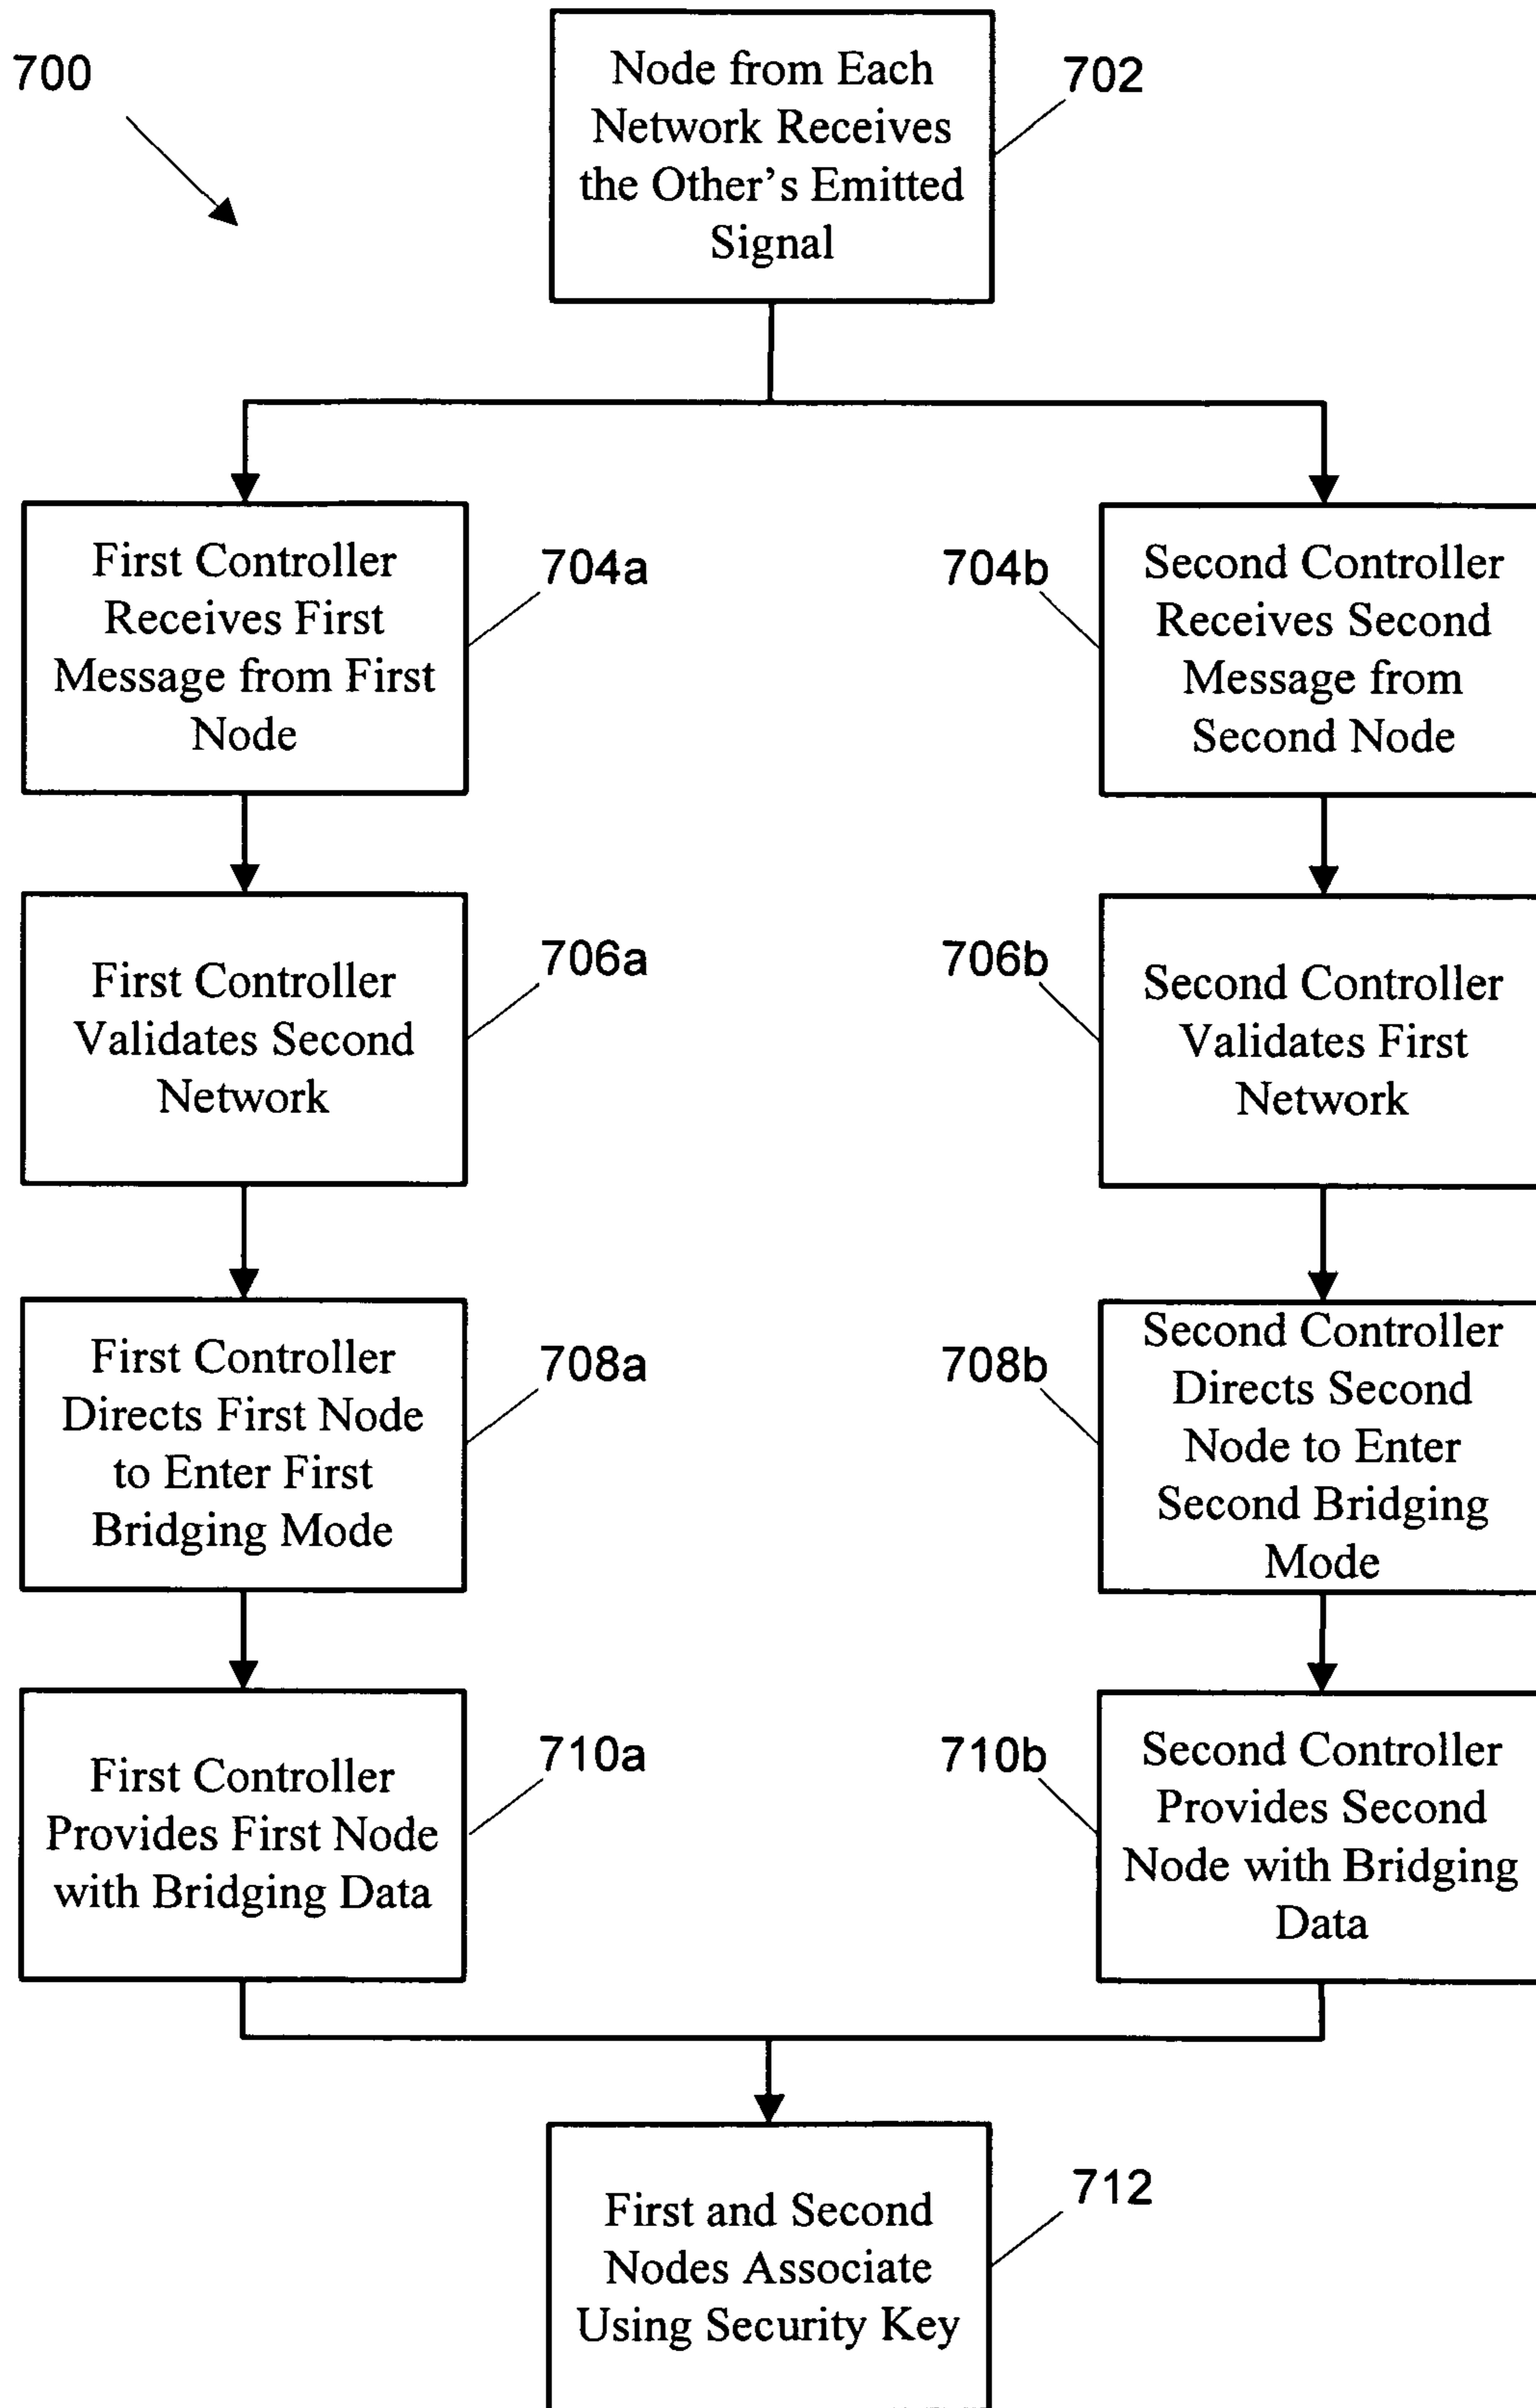 700
Node from Each
Network Receives
the Other's Emitted
Signal
702
First Controller
Receives First
Message from First
Node
704a
704b
Second Controller
Receives Second
Message from
Second Node
First Controller
Validates Second
Network
706a
706b
Second Controller
Validates First
Network
First Controller
Directs First Node
to Enter First
Bridging Mode
708a
708b
Second Controller
Directs Second
Node to Enter
Second Bridging
Mode
First Controller
Provides First Node
with Bridging Data
710a
710b
Second Controller
Provides Second
Node with Bridging
Data
First and Second
Nodes Associate
Using Security Key
712